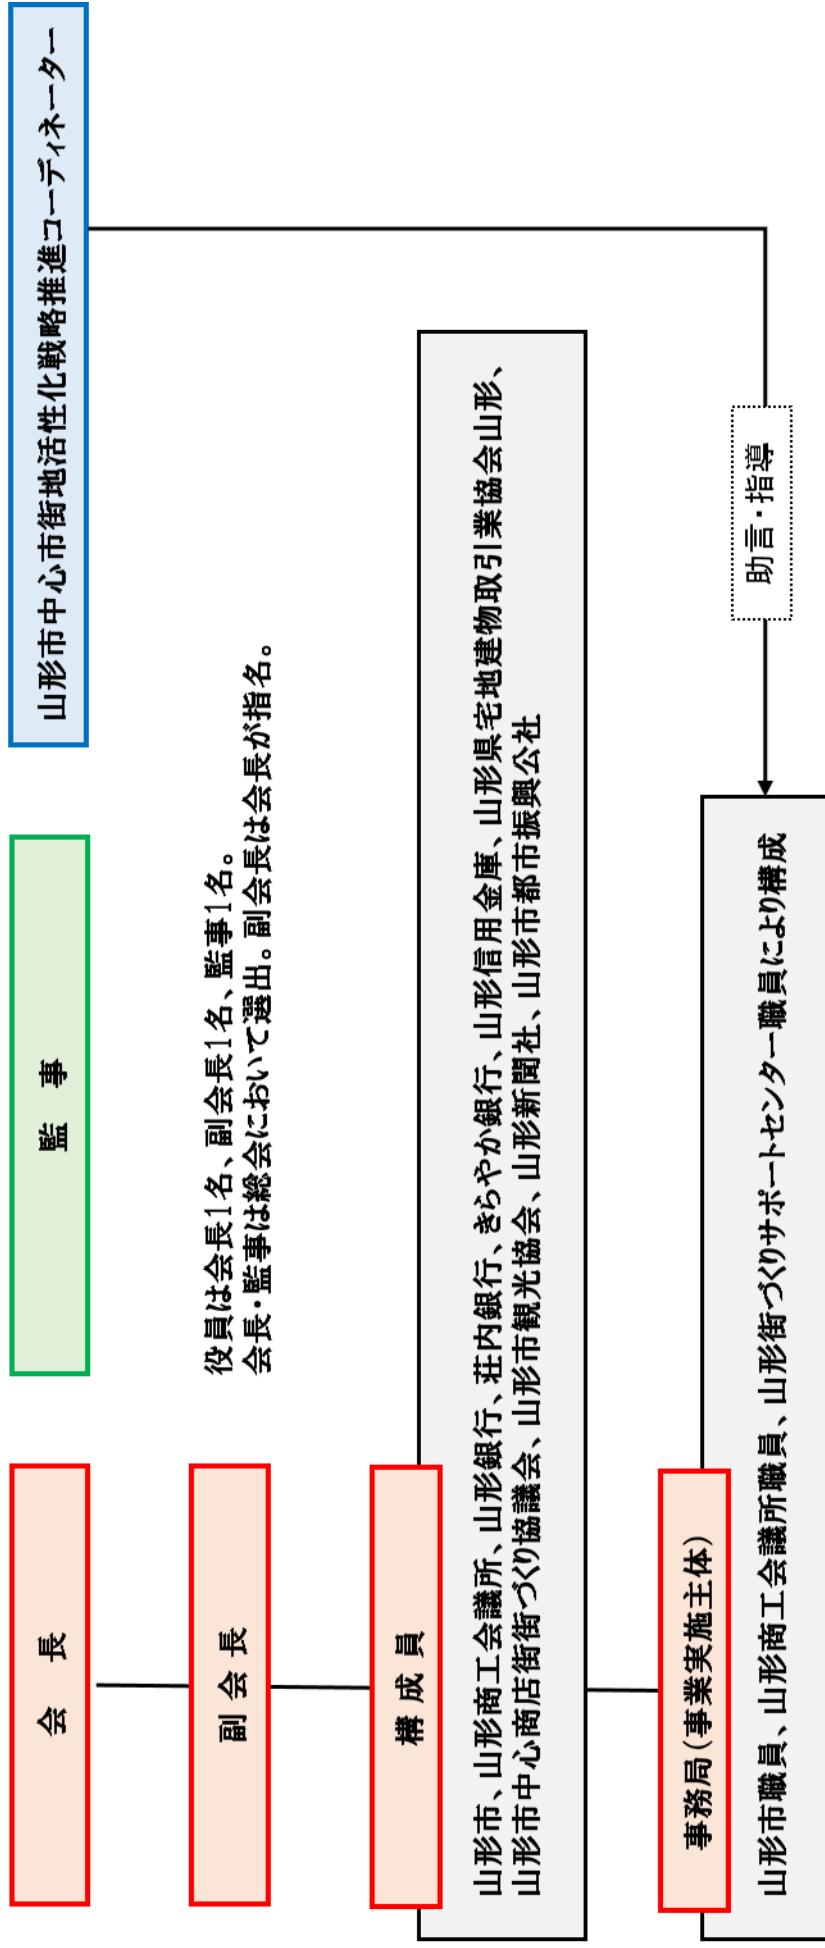 会　長
監　事
山形市中心市街地活性化戦略推進コーディネーター
副会長
役員は会長1名、副会長1名、監事1名。
会長・監事は総会において選出。副会長は会長が指名。
構成員
山形市、山形商工会議所、山形銀行、荘内銀行、きらやか銀行、山形信用金庫、山形県宅地建物取引業協会山形、
山形市中心商店街街づくり協議会、山形市観光協会、山形新聞社、山形市都市振興公社
事務局（事業実施主体）
助言・指導
山形市職員、山形商工会議所職員、山形街づくりサポートセンター職員により構成